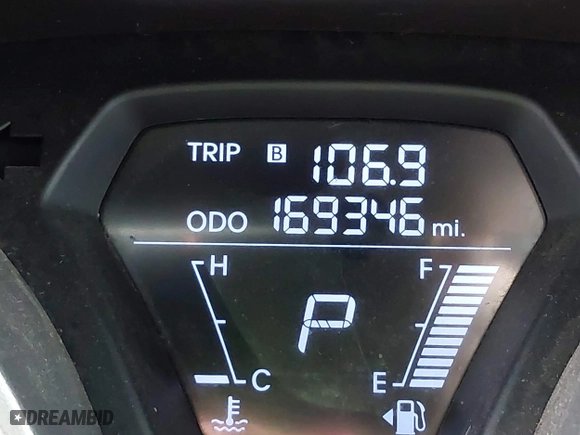 TRIP B 106.9
ODO 169346 mi.
H F
P
C E
DREAMBID